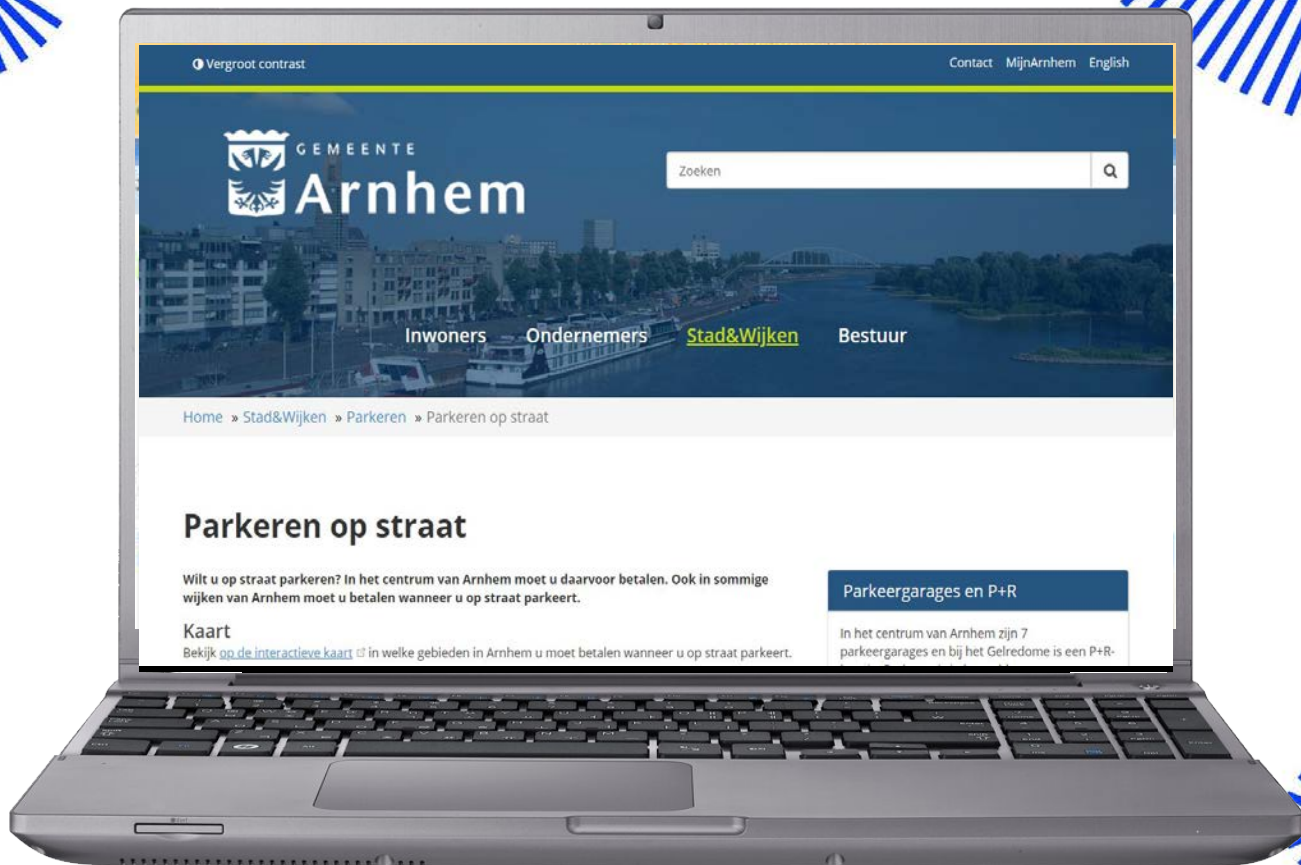 Vergroot contrast
Contact MijnArnhem English
GEMEENTE
Arnhem
Zoeken
Inwoners Ondernemers Stad&Wijken Bestuur
Home » Stad&Wijken » Parkeren » Parkeren op straat
Parkeren op straat
Wilt u op straat parkeren? In het centrum van Arnhem moet u daarvoor betalen. Ook in sommige
wijken van Arnhem moet u betalen wanneer u op straat parkeert.
Kaart
Bekijk op de interactieve kaart in welke gebieden in Arnhem u moet betalen wanneer u op straat parkeert.
Parkeergarages en P+R
In het centrum van Arnhem zijn 7
parkeergarages en bij het Gelredome is een P+R-